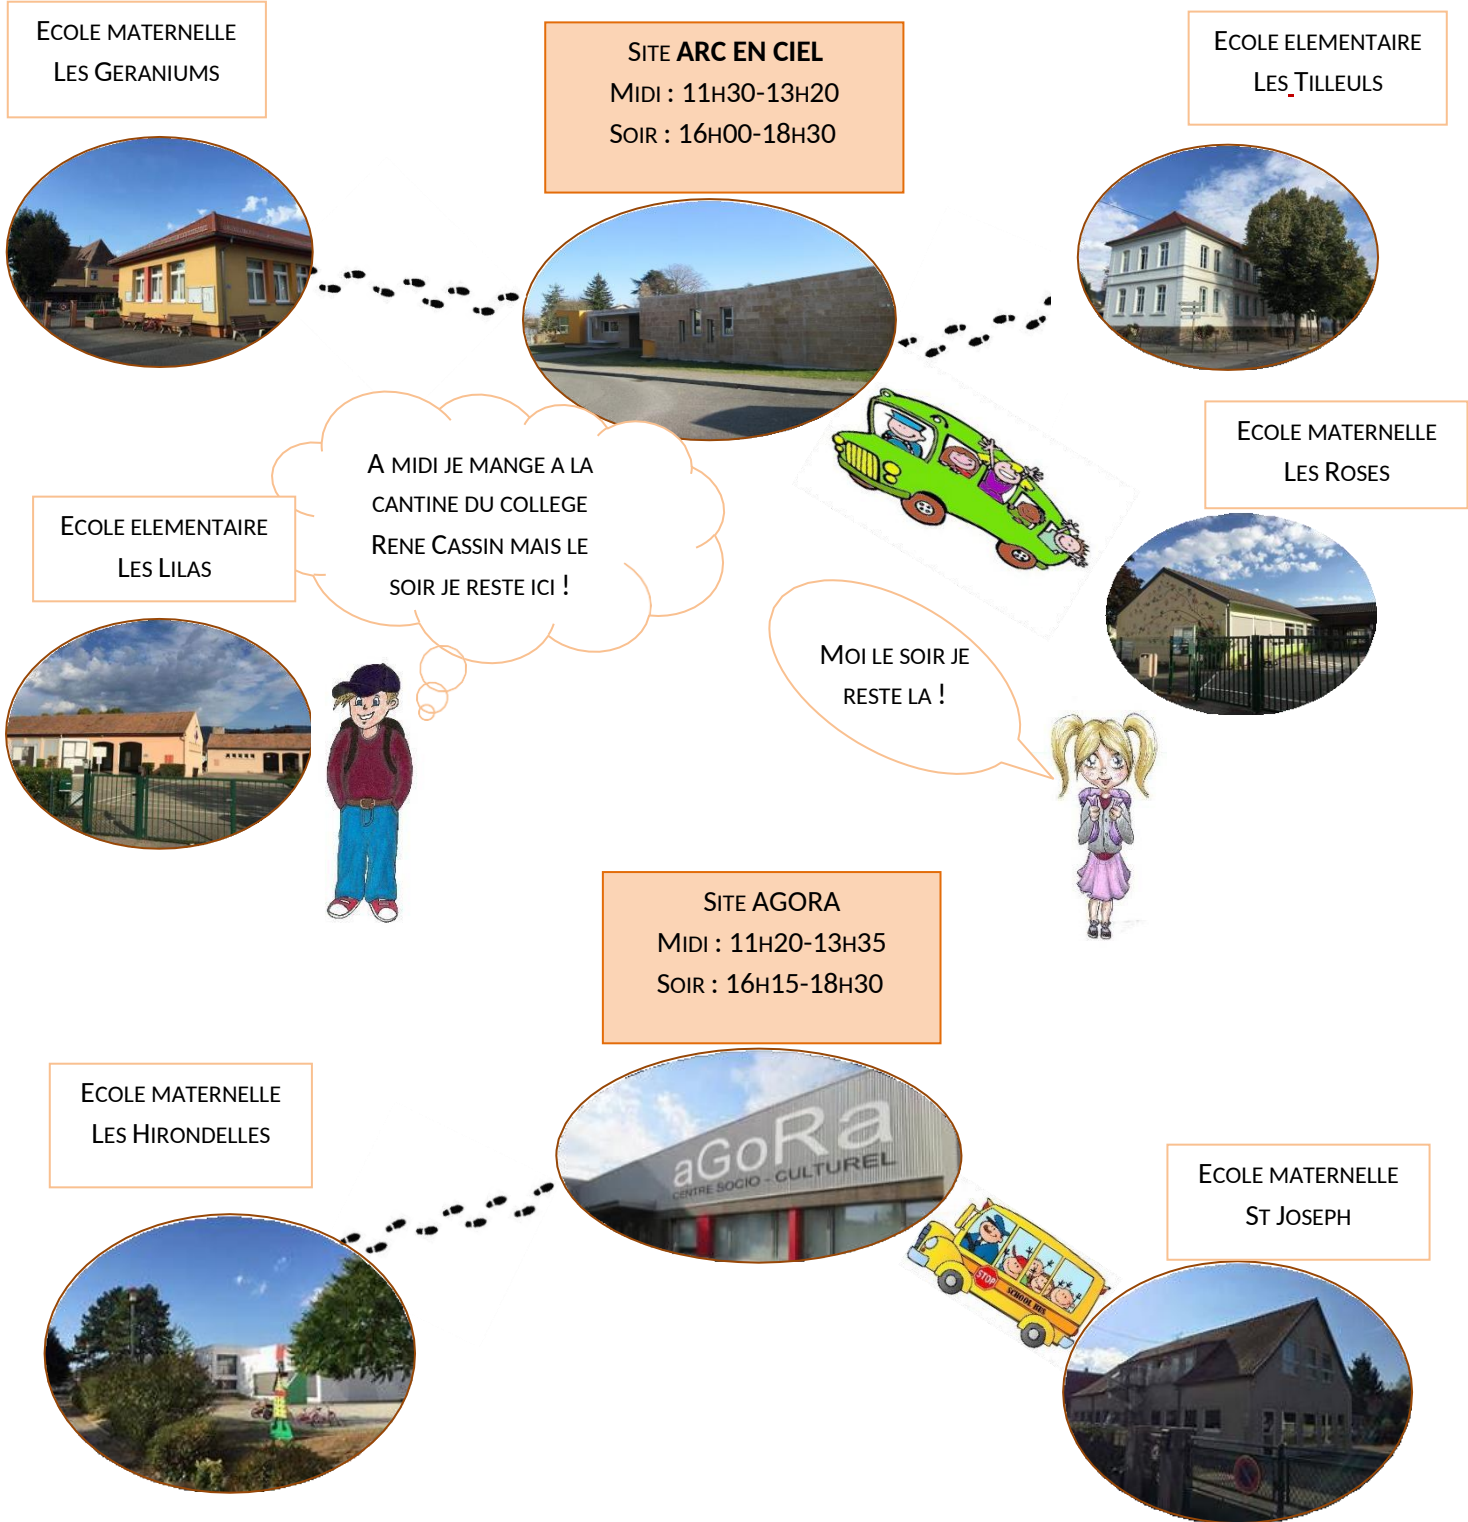 ECOLE MATERNELLE
LES GERANIUMS
SITE ARC EN CIEL
MIDI : 11H30-13H20
SOIR : 16H00-18H30
ECOLE ELEMENTAIRE
LES TILLEULS
A MIDI JE MANGE A LA
CANTINE DU COLLEGE
RENE CASSIN MAIS LE
SOIR JE RESTE ICI !
ECOLE MATERNELLE
LES ROSES
ECOLE ELEMENTAIRE
LES LILAS
MOI LE SOIR JE
RESTE LA !
SITE AGORA
MIDI : 11H20-13H35
SOIR : 16H15-18H30
ECOLE MATERNELLE
LES HIRONDELLES
aGoRa
CENTRE SOCIO - CULTUREL
ECOLE MATERNELLE
ST JOSEPH
STOP
SCHOOL BUS